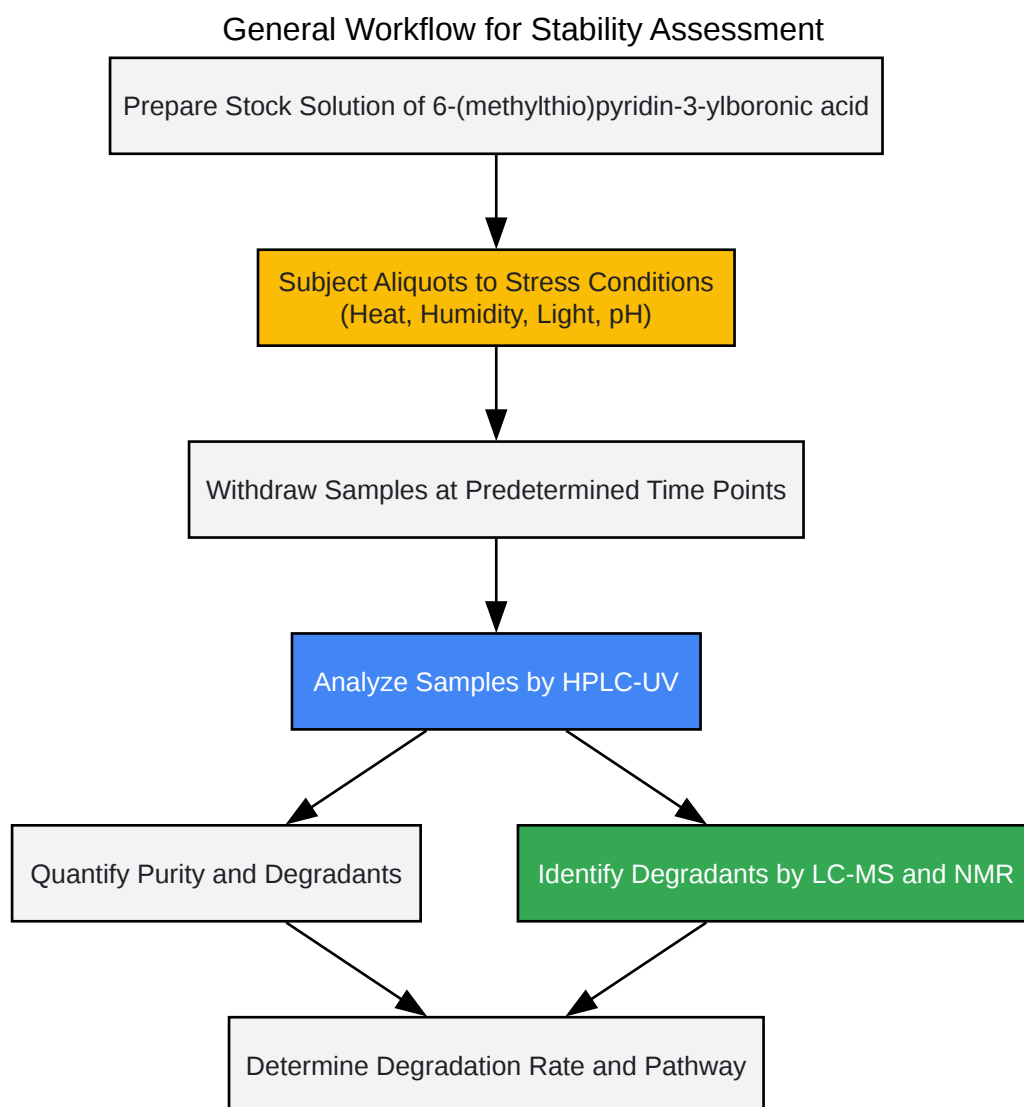 General Workflow for Stability Assessment
Prepare Stock Solution of 6-(methylthio)pyridin-3-ylboronic acid
Subject Aliquots to Stress Conditions
(Heat, Humidity, Light, pH)
Withdraw Samples at Predetermined Time Points
Analyze Samples by HPLC-UV
Quantify Purity and Degradants
Identify Degradants by LC-MS and NMR
Determine Degradation Rate and Pathway